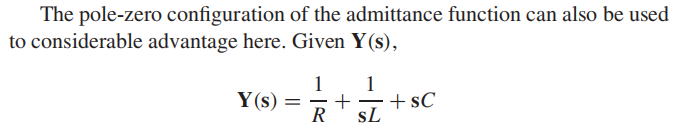 The pole-zero configuration of the admittance function can also be used
to considerable advantage here. Given Y(s),
Y(s) = 1/R + 1/sL + sC